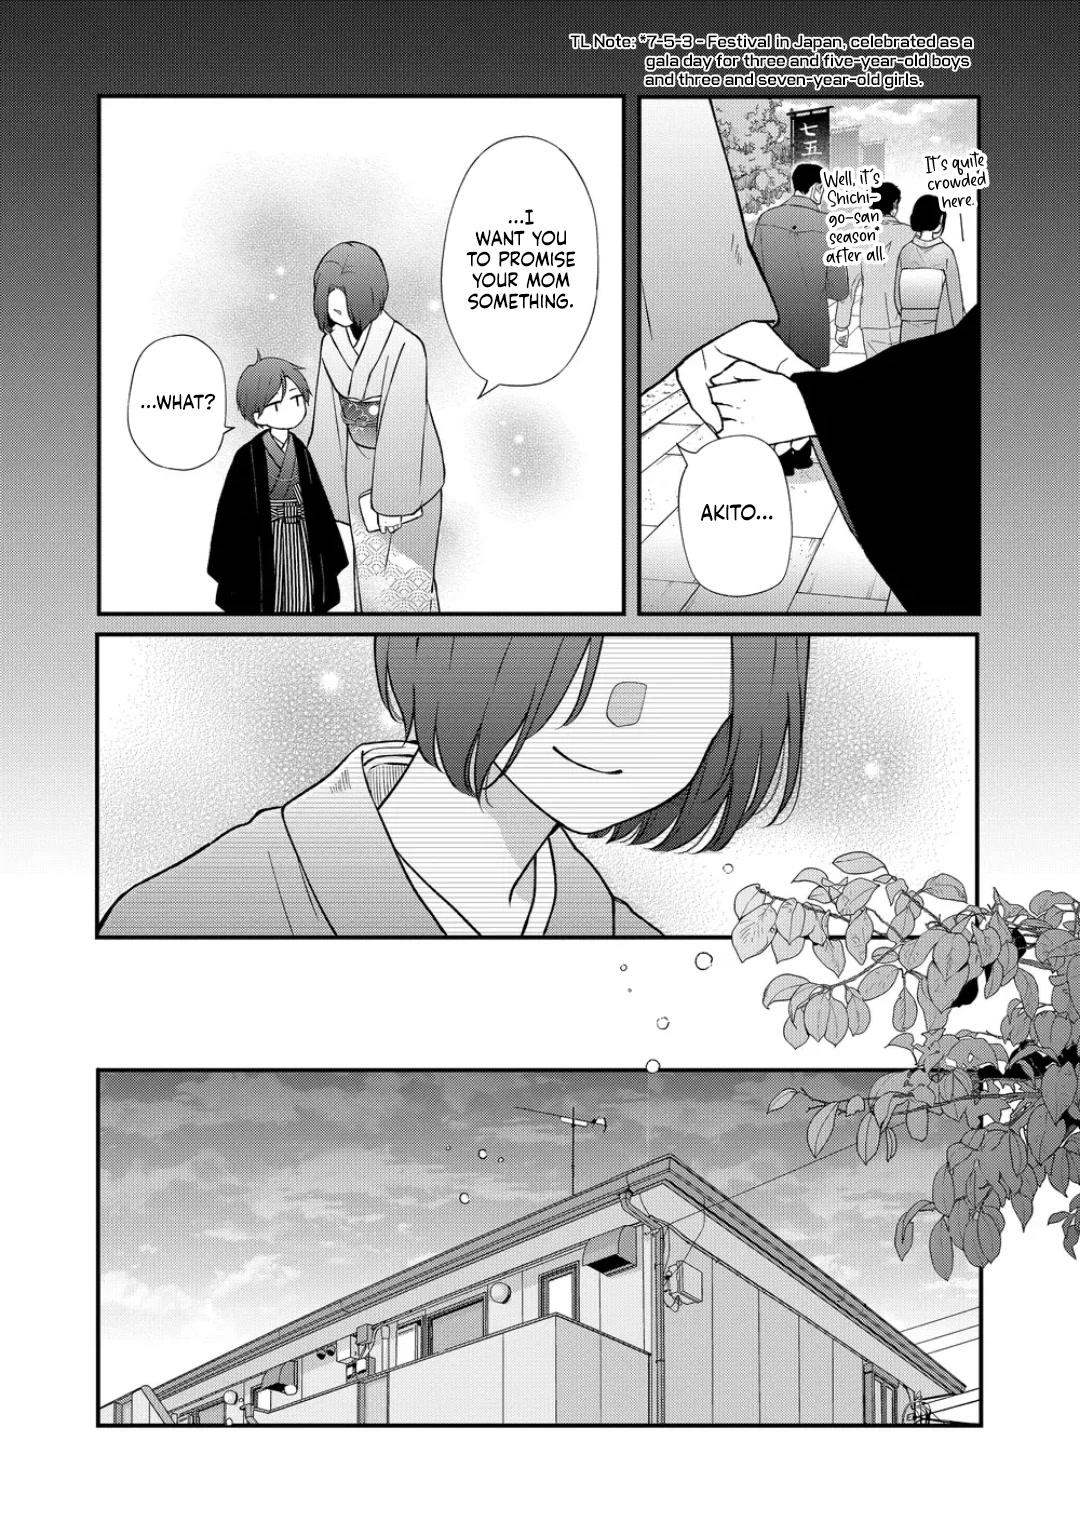 TL Note: *7-5-3 - Festival in Japan, celebrated as a
gala day for three and five-year-old boys
and three and seven-year-old girls.
七五
It's quite
crowded
here.
Well, it's
Shichi-
go-san
season*
after all.
AKITO...
...I
WANT YOU
TO PROMISE
YOUR MOM
SOMETHING.
...WHAT?